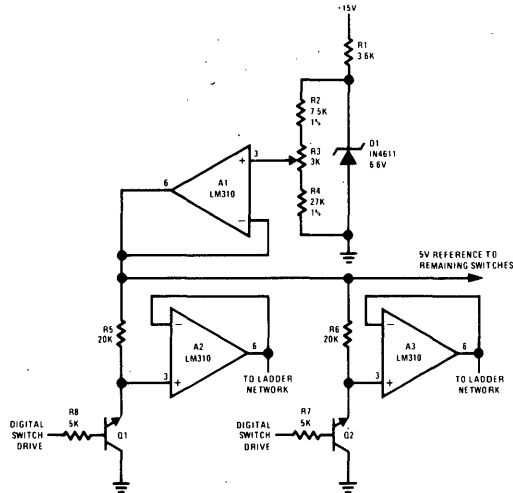 +15V
R1
3.6K
R2
7.5K
1%
R3
3K
R4
27K
1%
D1
IN4611
6.6V
3
+
−
6
A1
LM310
5V REFERENCE TO
REMAINING SWITCHES
R5
20K
−
+
3
6
A2
LM310
TO LADDER
NETWORK
R6
20K
−
+
3
6
A3
LM310
TO LADDER
NETWORK
DIGITAL
SWITCH
DRIVE
R8
5K
Q1
DIGITAL
SWITCH
DRIVE
R7
5K
Q2